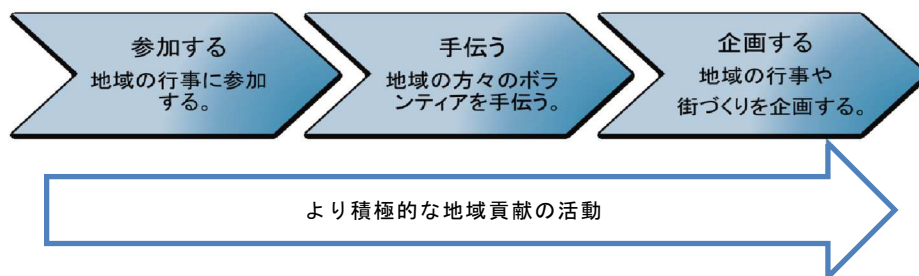 参加する
地域の行事に参加
する。
手伝う
地域の方々のボラ
ンティアを手伝う。
企画する
地域の行事や
街づくりを企画する。
より積極的な地域貢献の活動